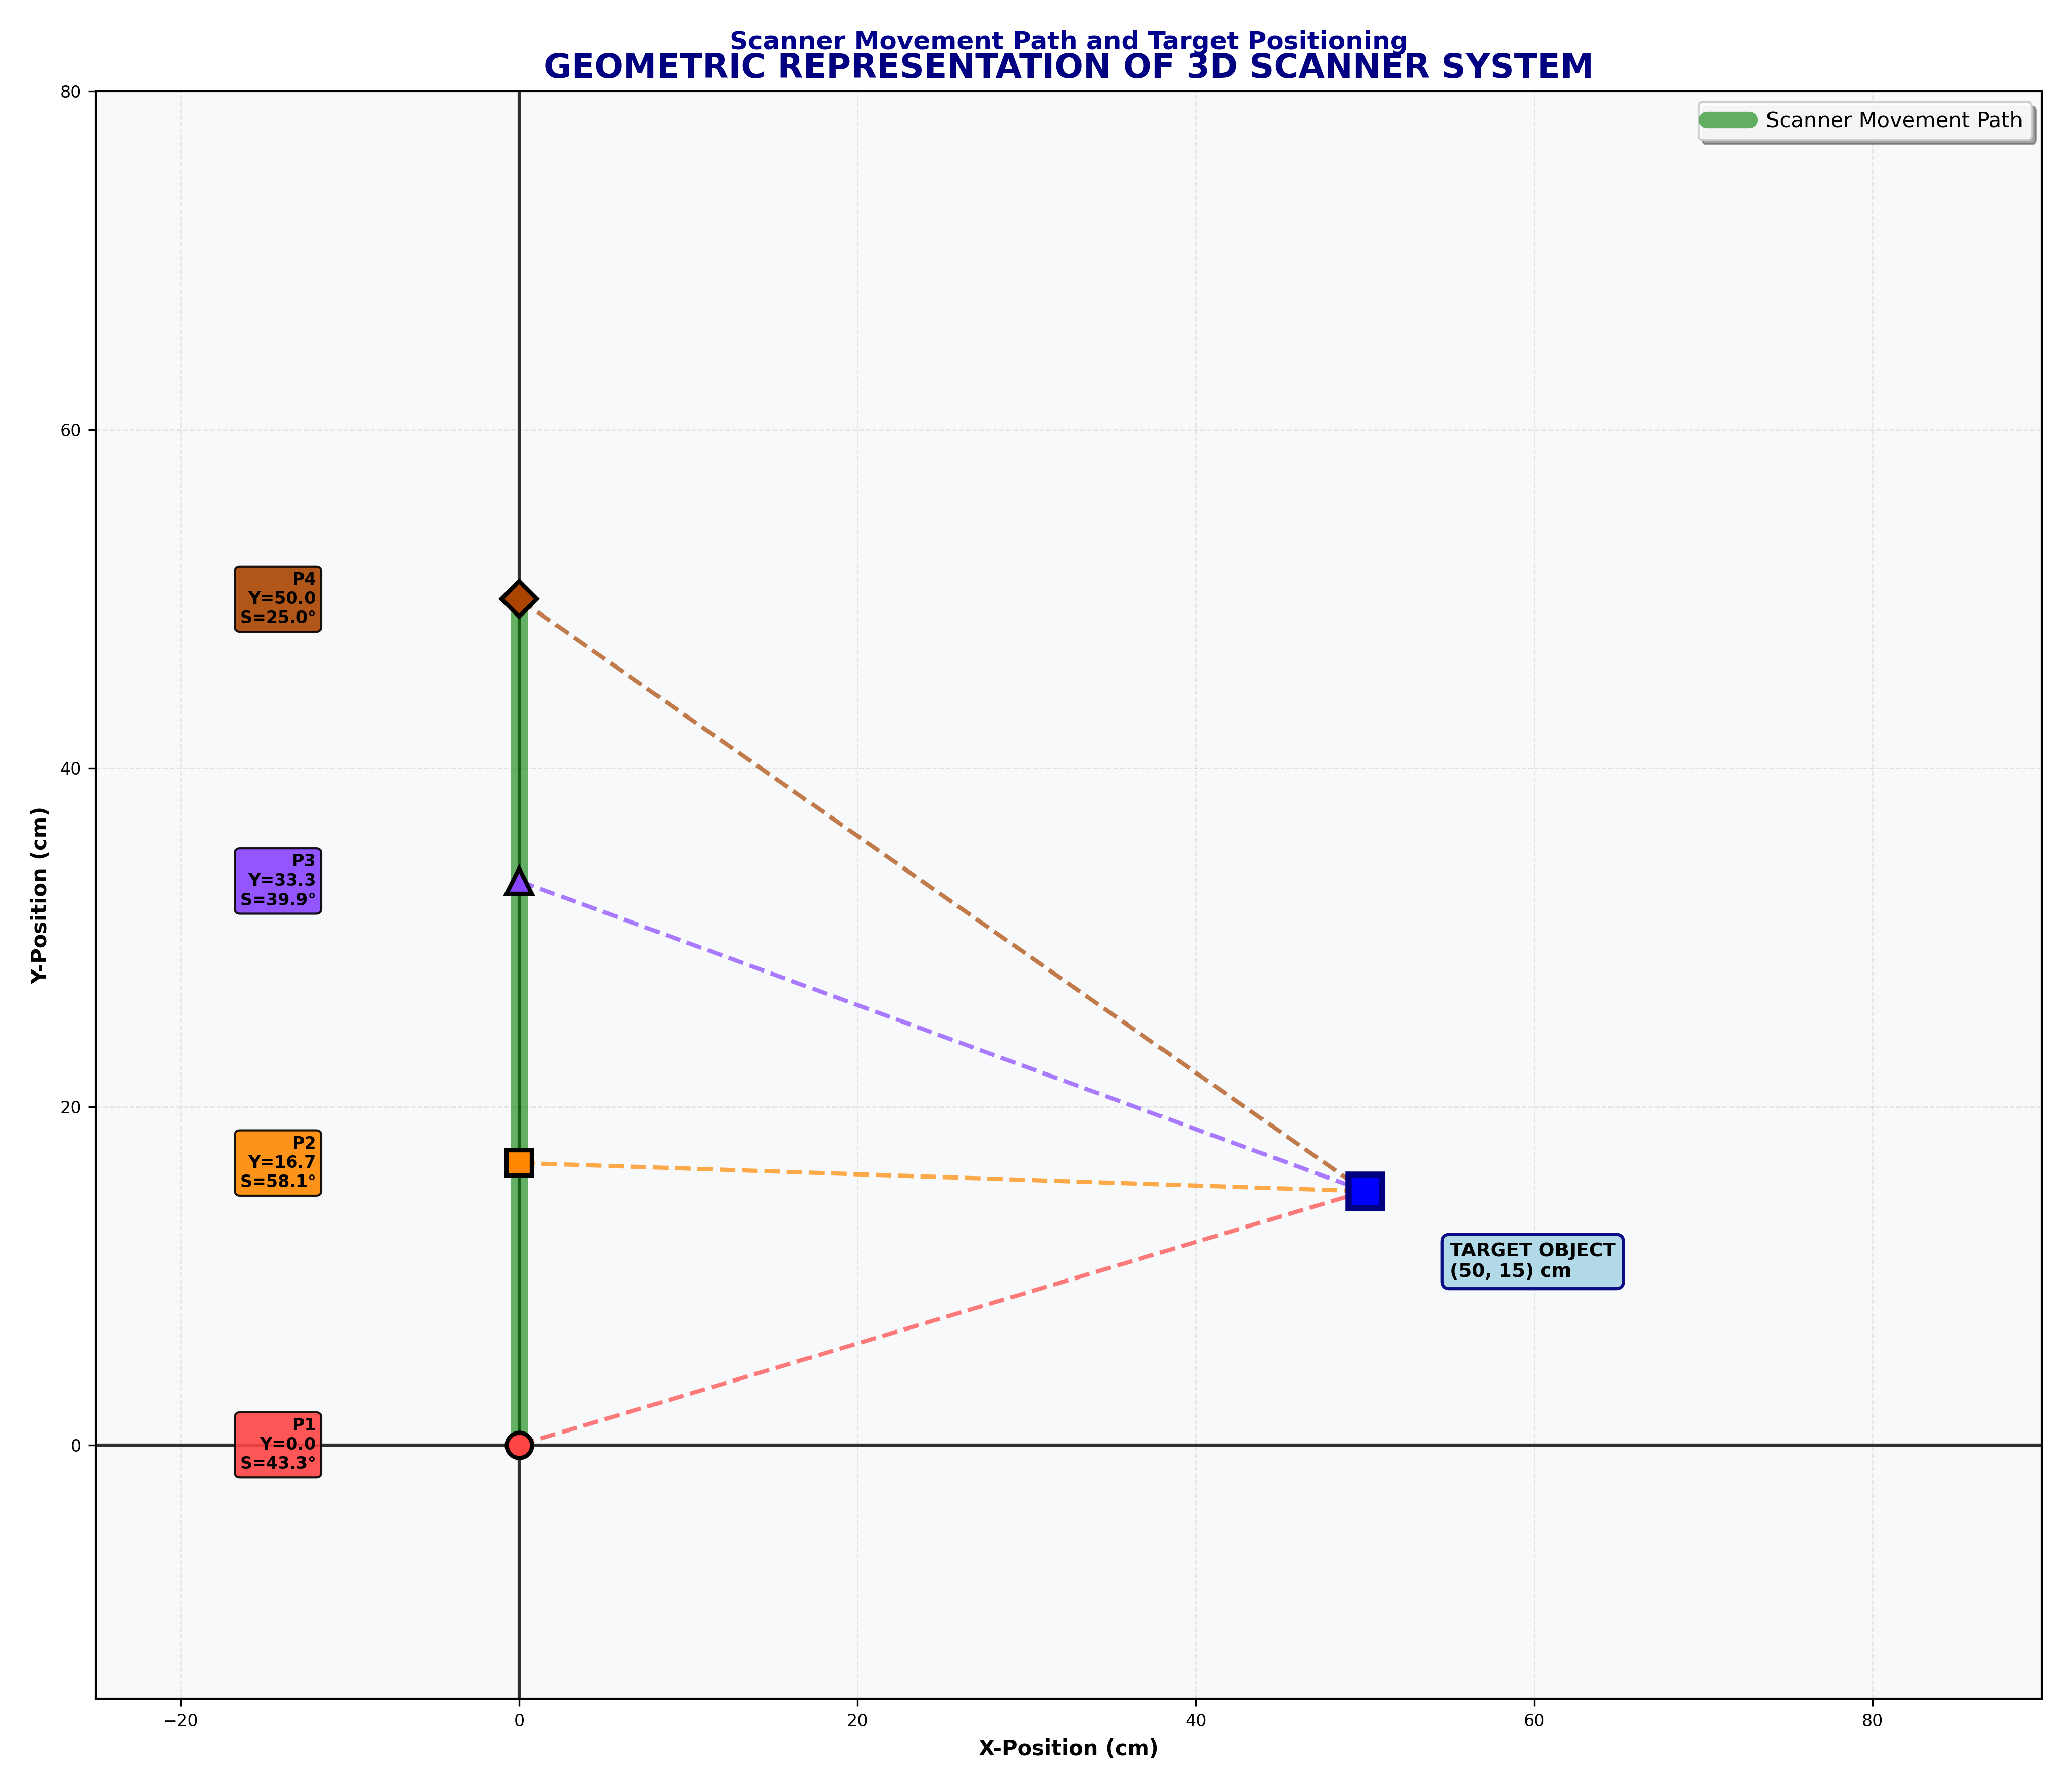 Scanner Movement Path and Target Positioning
GEOMETRIC REPRESENTATION OF 3D SCANNER SYSTEM
Scanner Movement Path
80
60
40
20
0
Y-Position (cm)
P4
Y=50.0
S=25.0°
P3
Y=33.3
S=39.9°
P2
Y=16.7
S=58.1°
P1
Y=0.0
S=43.3°
TARGET OBJECT
(50, 15) cm
−20 0 20 40 60 80
X-Position (cm)